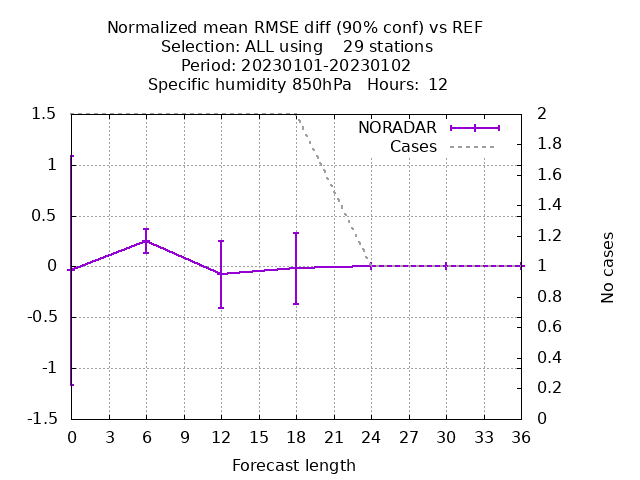 Normalized mean RMSE diff (90% conf) vs REF
Selection: ALL using    29 stations
Period: 20230101-20230102
Specific humidity 850hPa   Hours:  12
NORADAR
Cases
1.5
1
0.5
0
-0.5
-1
-1.5
2
1.8
1.6
1.4
1.2
1
0.8
0.6
0.4
0.2
0
No cases
0 3 6 9 12 15 18 21 24 27 30 33 36
Forecast length